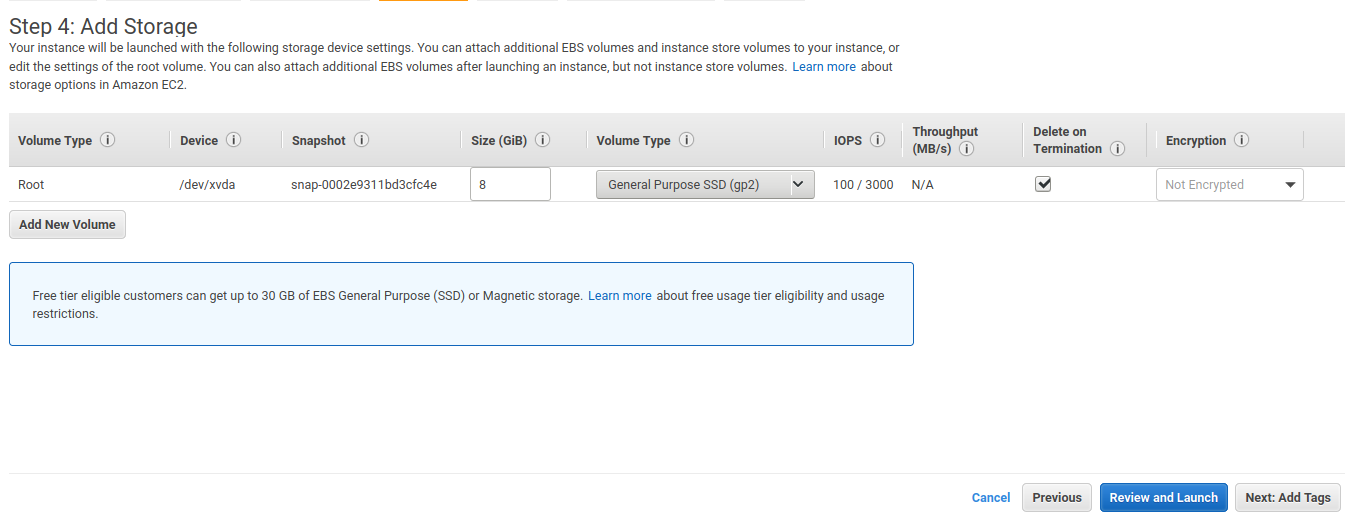 Step 4: Add Storage
Your instance will be launched with the following storage device settings. You can attach additional EBS volumes and instance store volumes to your instance, or
edit the settings of the root volume. You can also attach additional EBS volumes after launching an instance, but not instance store volumes. Learn more about
storage options in Amazon EC2.
Volume Type Device Snapshot Size (GiB) Volume Type IOPS Throughput (MB/s) Delete on Termination Encryption
Root /dev/xvda snap-0002e9311bd3cfc4e 8 General Purpose SSD (gp2) 100 / 3000 N/A Not Encrypted
Add New Volume
Free tier eligible customers can get up to 30 GB of EBS General Purpose (SSD) or Magnetic storage. Learn more about free usage tier eligibility and usage
restrictions.
Cancel Previous Review and Launch Next: Add Tags